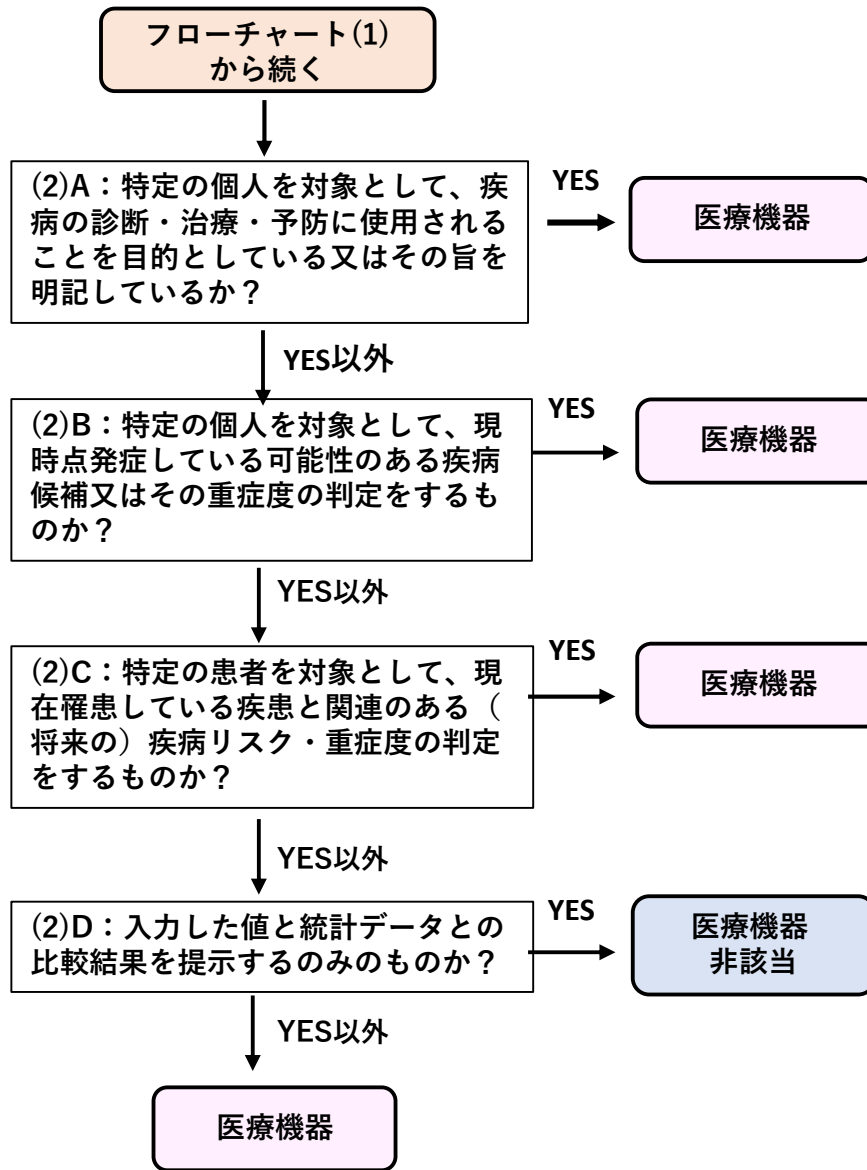 フローチャート(1)
から続く
(2)A：特定の個人を対象として、疾
病の診断・治療・予防に使用される
ことを目的としている又はその旨を
明記しているか？
YES
医療機器
YES以外
(2)B：特定の個人を対象として、現
時点発症している可能性のある疾病
候補又はその重症度の判定をするも
のか？
YES
医療機器
YES以外
(2)C：特定の患者を対象として、現
在罹患している疾患と関連のある（
将来の）疾病リスク・重症度の判定
をするものか？
YES
医療機器
YES以外
(2)D：入力した値と統計データとの
比較結果を提示するのみのものか？
YES
医療機器
非該当
YES以外
医療機器